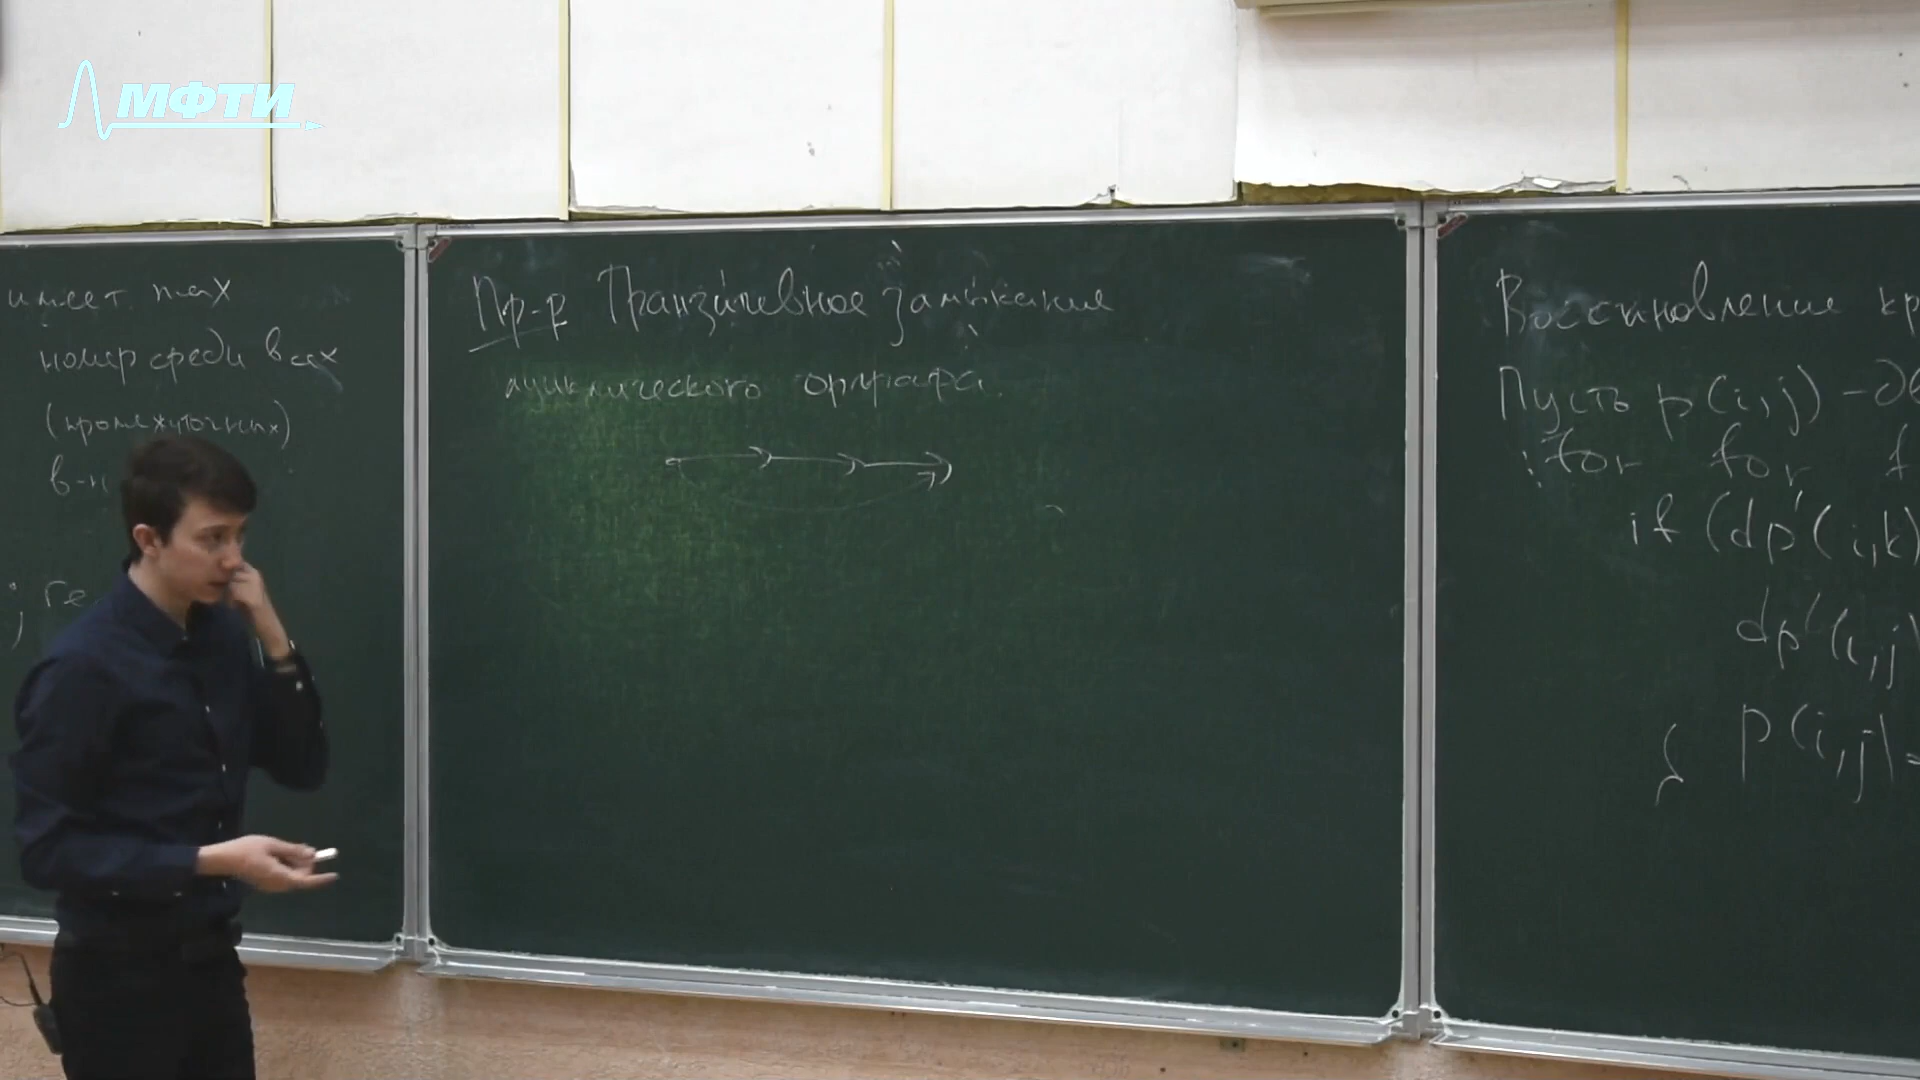 МФТИ
имеет max
номер среди всех
(промежуточных)
в-н
j ге
Пр-р Транзитивное замыкание
ациклического орграфа.
Восстановление кр
Пусть p(i,j) -
for for f
if (dp'(i,k)
dp'(i,j)
p(i,j)=